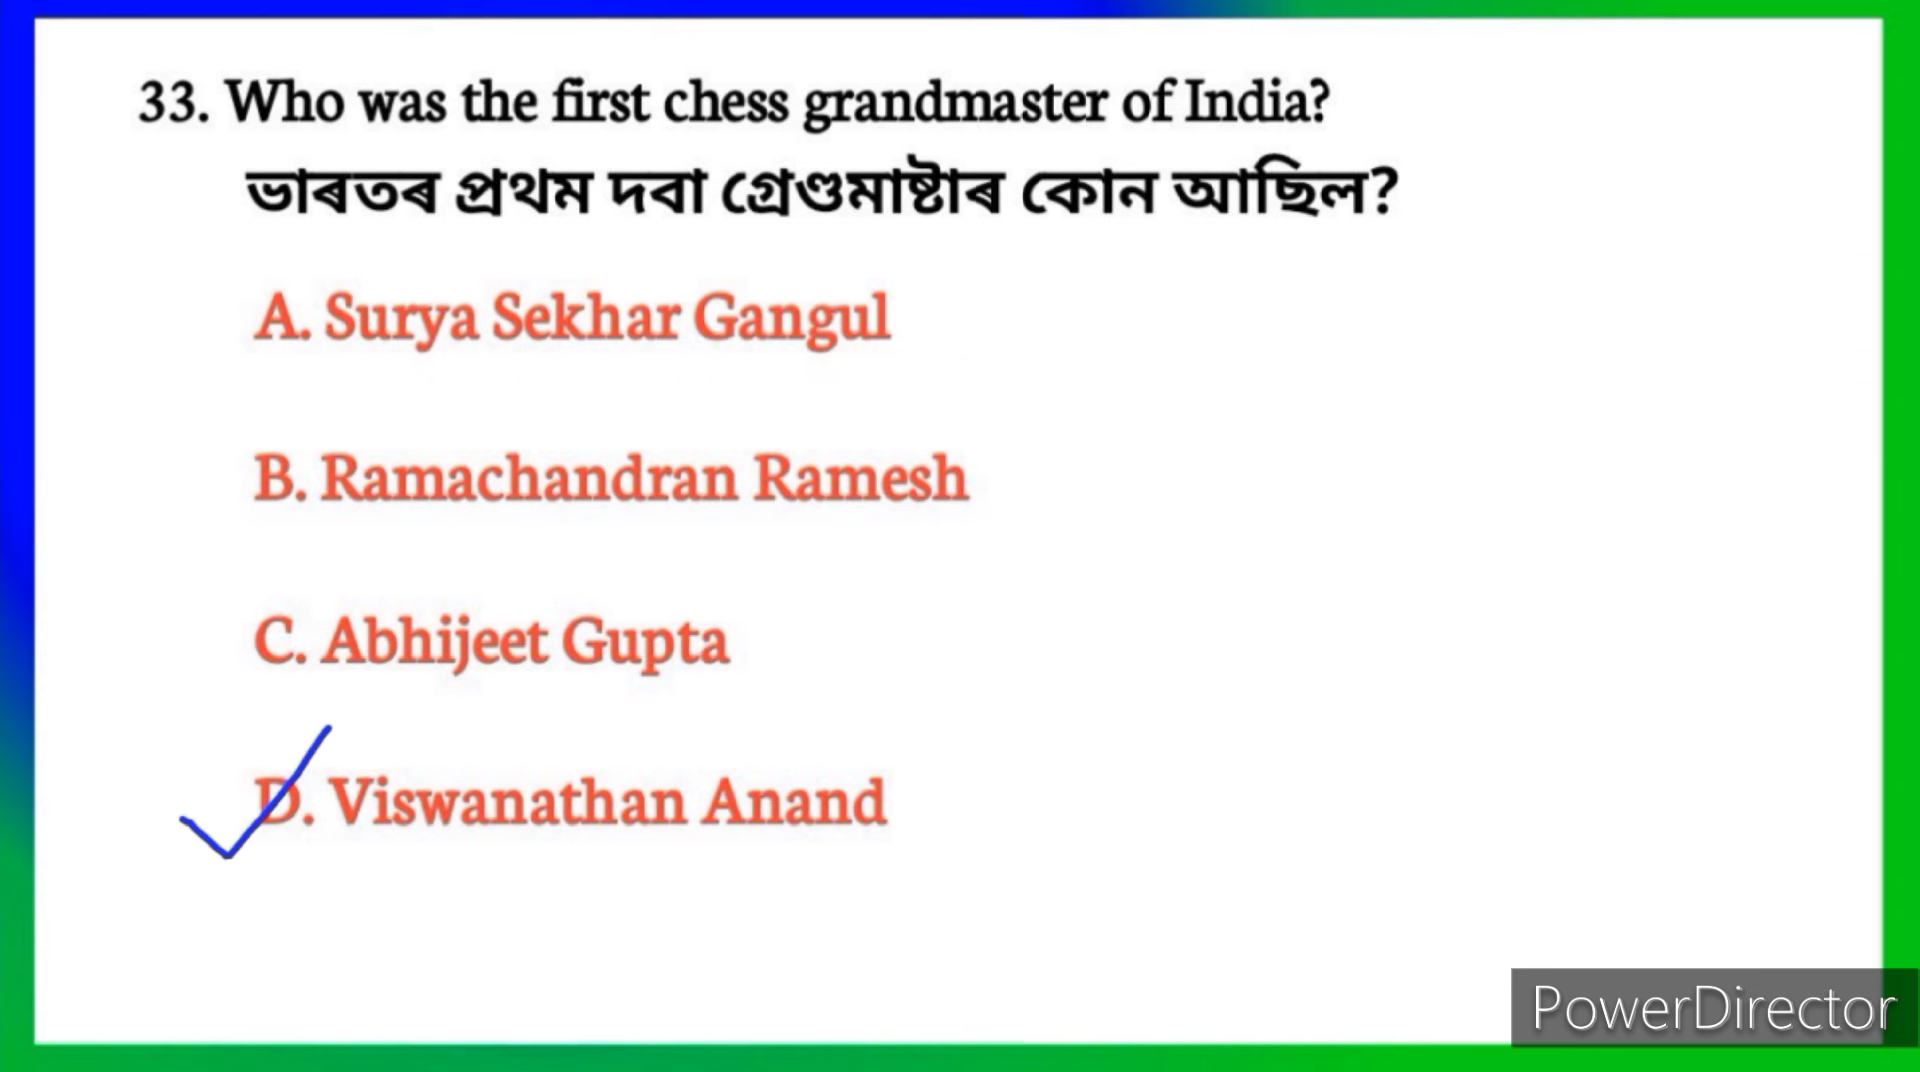 33. Who was the first chess grandmaster of India?
ভাৰতৰ প্ৰথম দবা গ্ৰেণ্ডমাষ্টাৰ কোন আছিল?
A. Surya Sekhar Gangul
B. Ramachandran Ramesh
C. Abhijeet Gupta
D. Viswanathan Anand
PowerDirector